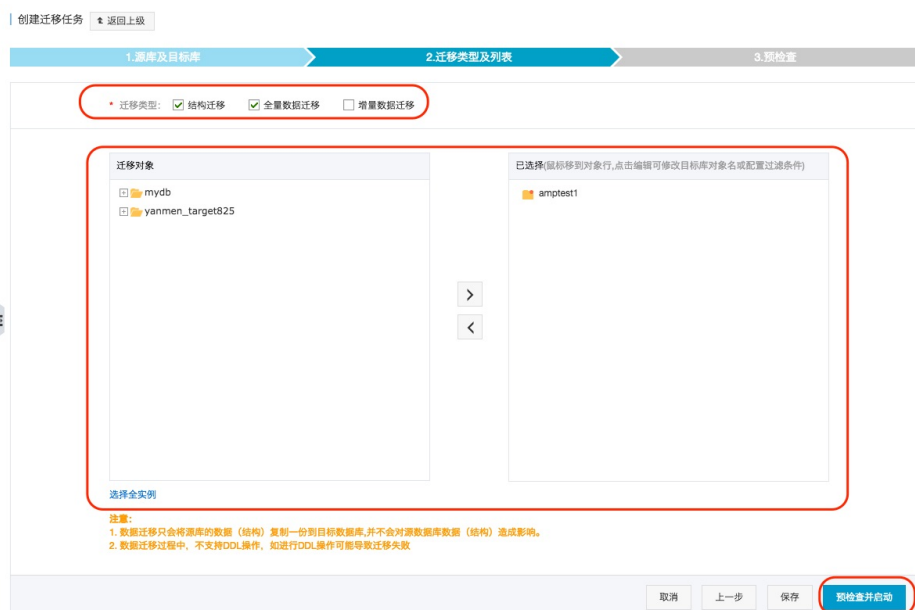 创建迁移任务 返回上级
1.源库及目标库 2.迁移类型及列表 3.预检查
* 迁移类型: 结构迁移 全量数据迁移 增量数据迁移
迁移对象
mydb
yanmen_target825
已选择(鼠标移到对象行,点击编辑可修改目标库对象名或配置过滤条件)
amptest1
>
<
选择全实例
注意:
1. 数据迁移只会将源库的数据（结构）复制一份到目标数据库,并不会对源数据库数据（结构）造成影响。
2. 数据迁移过程中，不支持DDL操作，如进行DDL操作可能导致迁移失败
取消 上一步 保存 预检查并启动